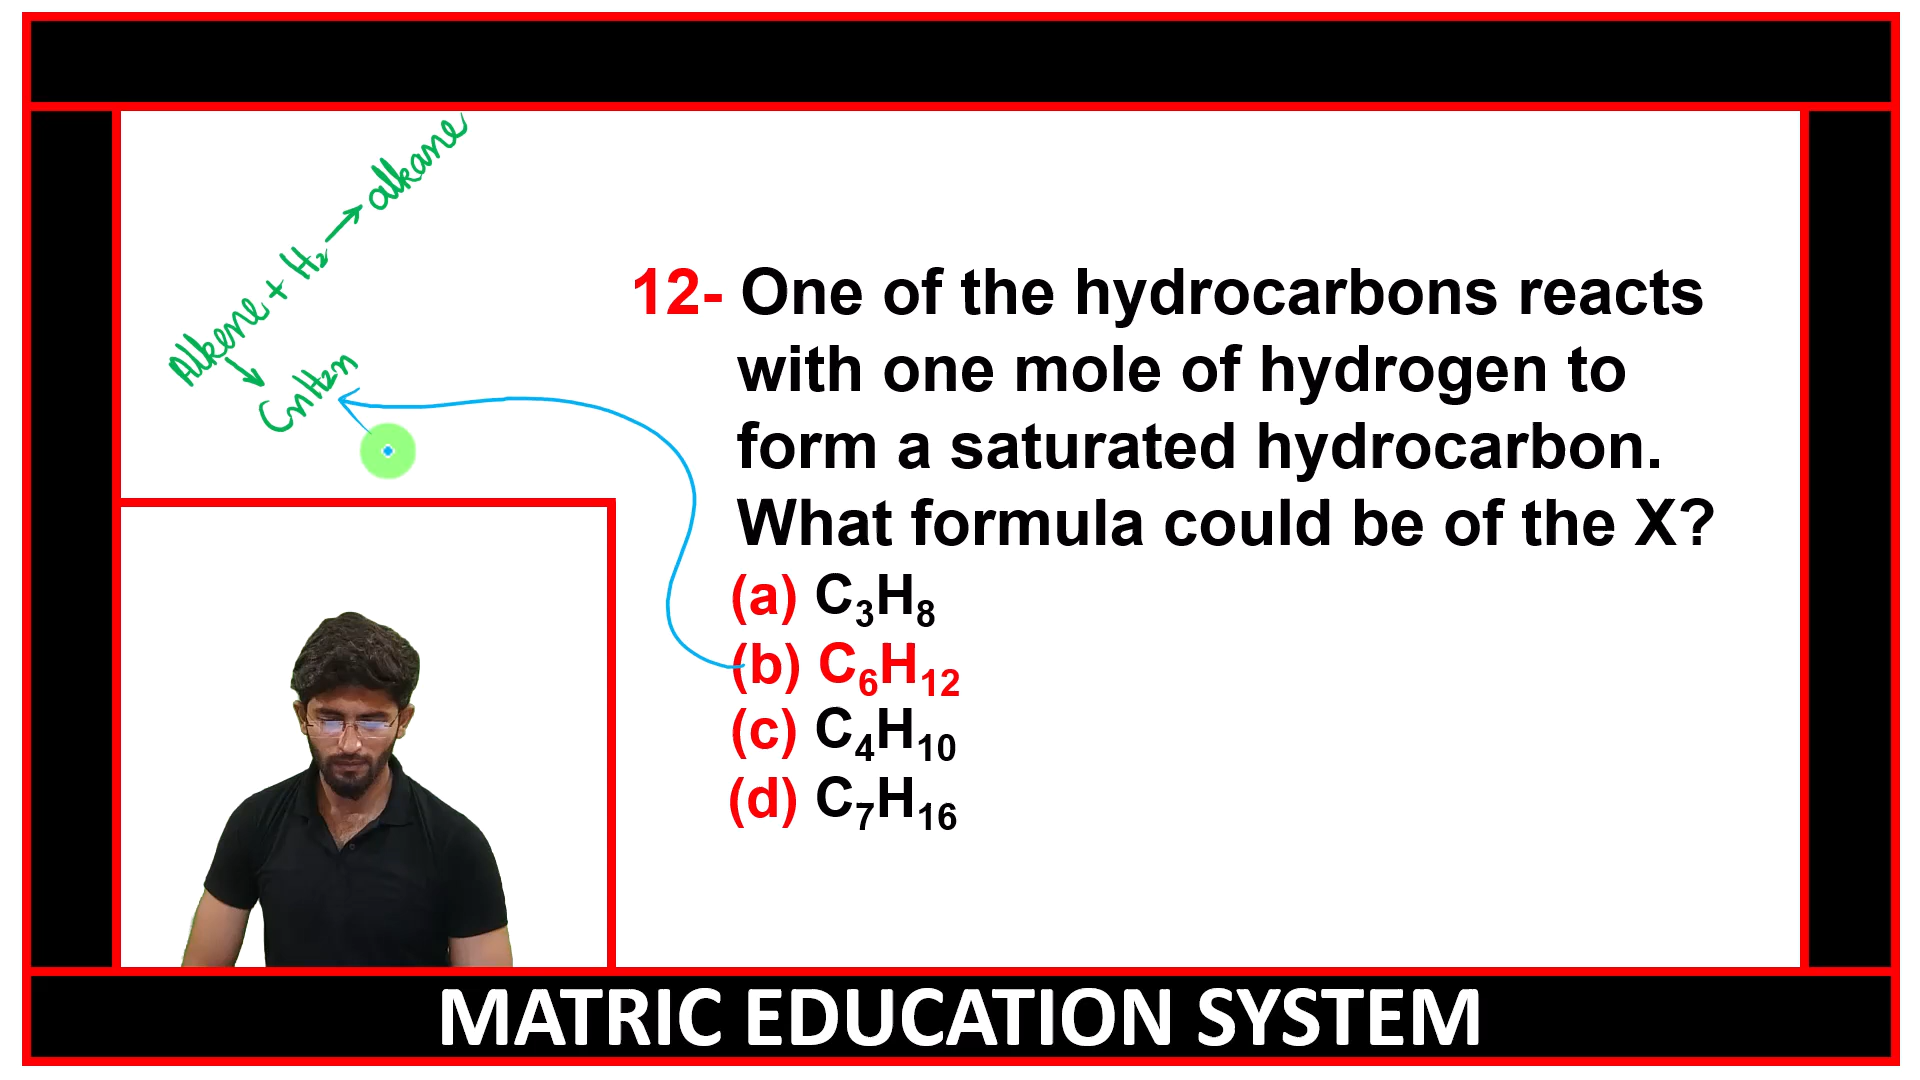 Alkene + H₂ → alkane
CnH2n
12- One of the hydrocarbons reacts
with one mole of hydrogen to
form a saturated hydrocarbon.
What formula could be of the X?
(a) C₃H₈
(b) C₆H₁₂
(c) C₄H₁₀
(d) C₇H₁₆
MATRIC EDUCATION SYSTEM